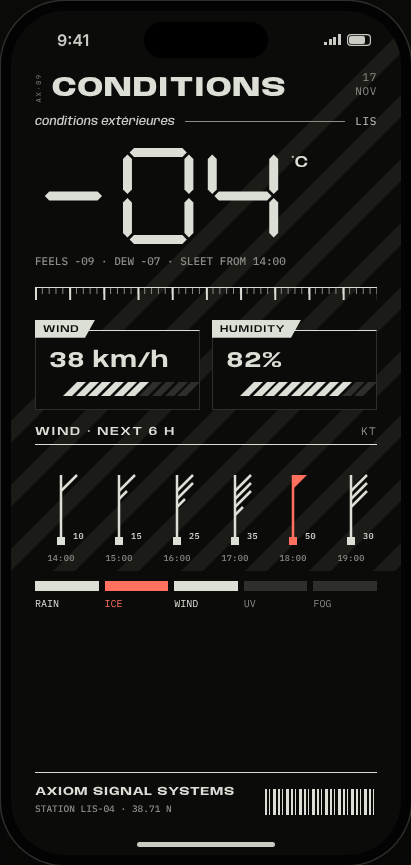 9:41
AX-09
CONDITIONS
17
NOV
conditions extérieures
LIS
-04°C
FEELS -09 · DEW -07 · SLEET FROM 14:00
WIND
38 km/h
HUMIDITY
82%
WIND · NEXT 6 H
KT
10 15 25 35 50 30
14:00 15:00 16:00 17:00 18:00 19:00
RAIN ICE WIND UV FOG
AXIOM SIGNAL SYSTEMS
STATION LIS-04 · 38.71 N